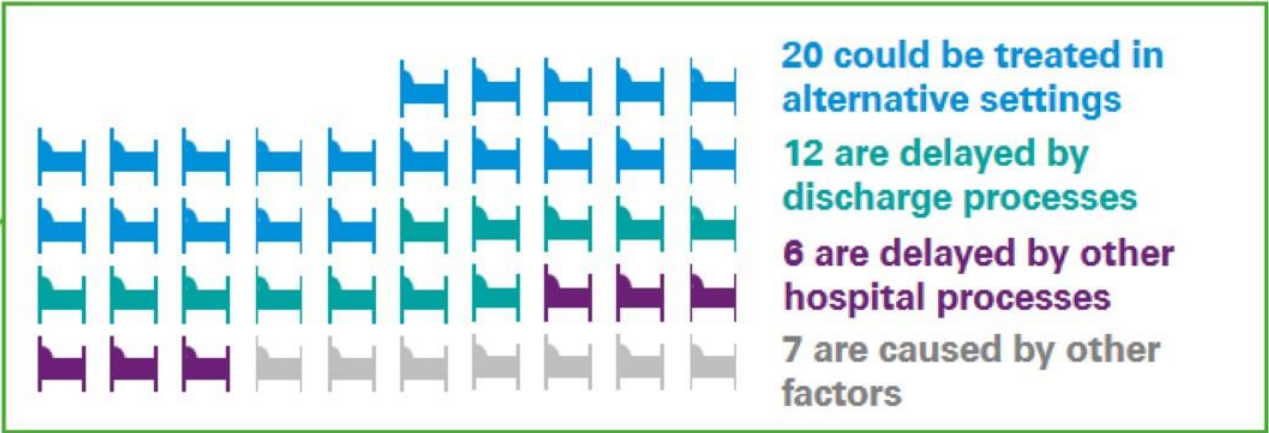 20 could be treated in
alternative settings
12 are delayed by
discharge processes
6 are delayed by other
hospital processes
7 are caused by other
factors